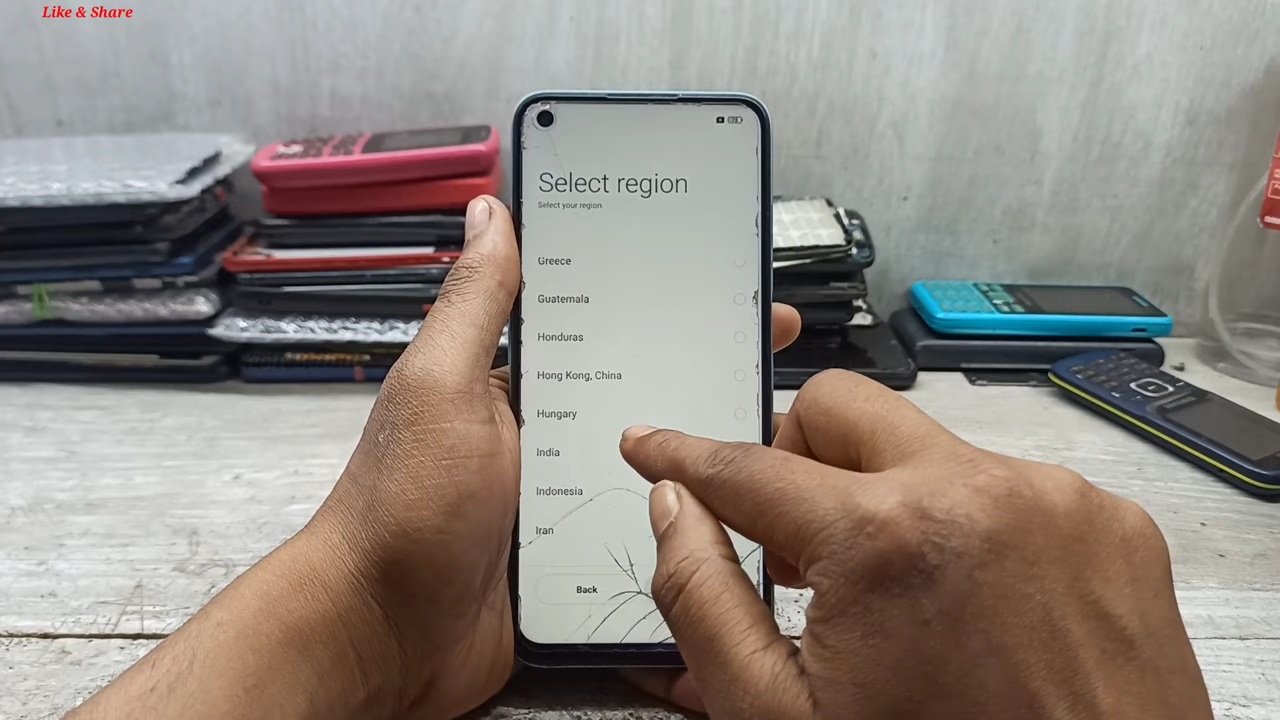 Like & Share
Select region
Select your region
Greece
Guatemala
Honduras
Hong Kong, China
Hungary
India
Indonesia
Iran
Back